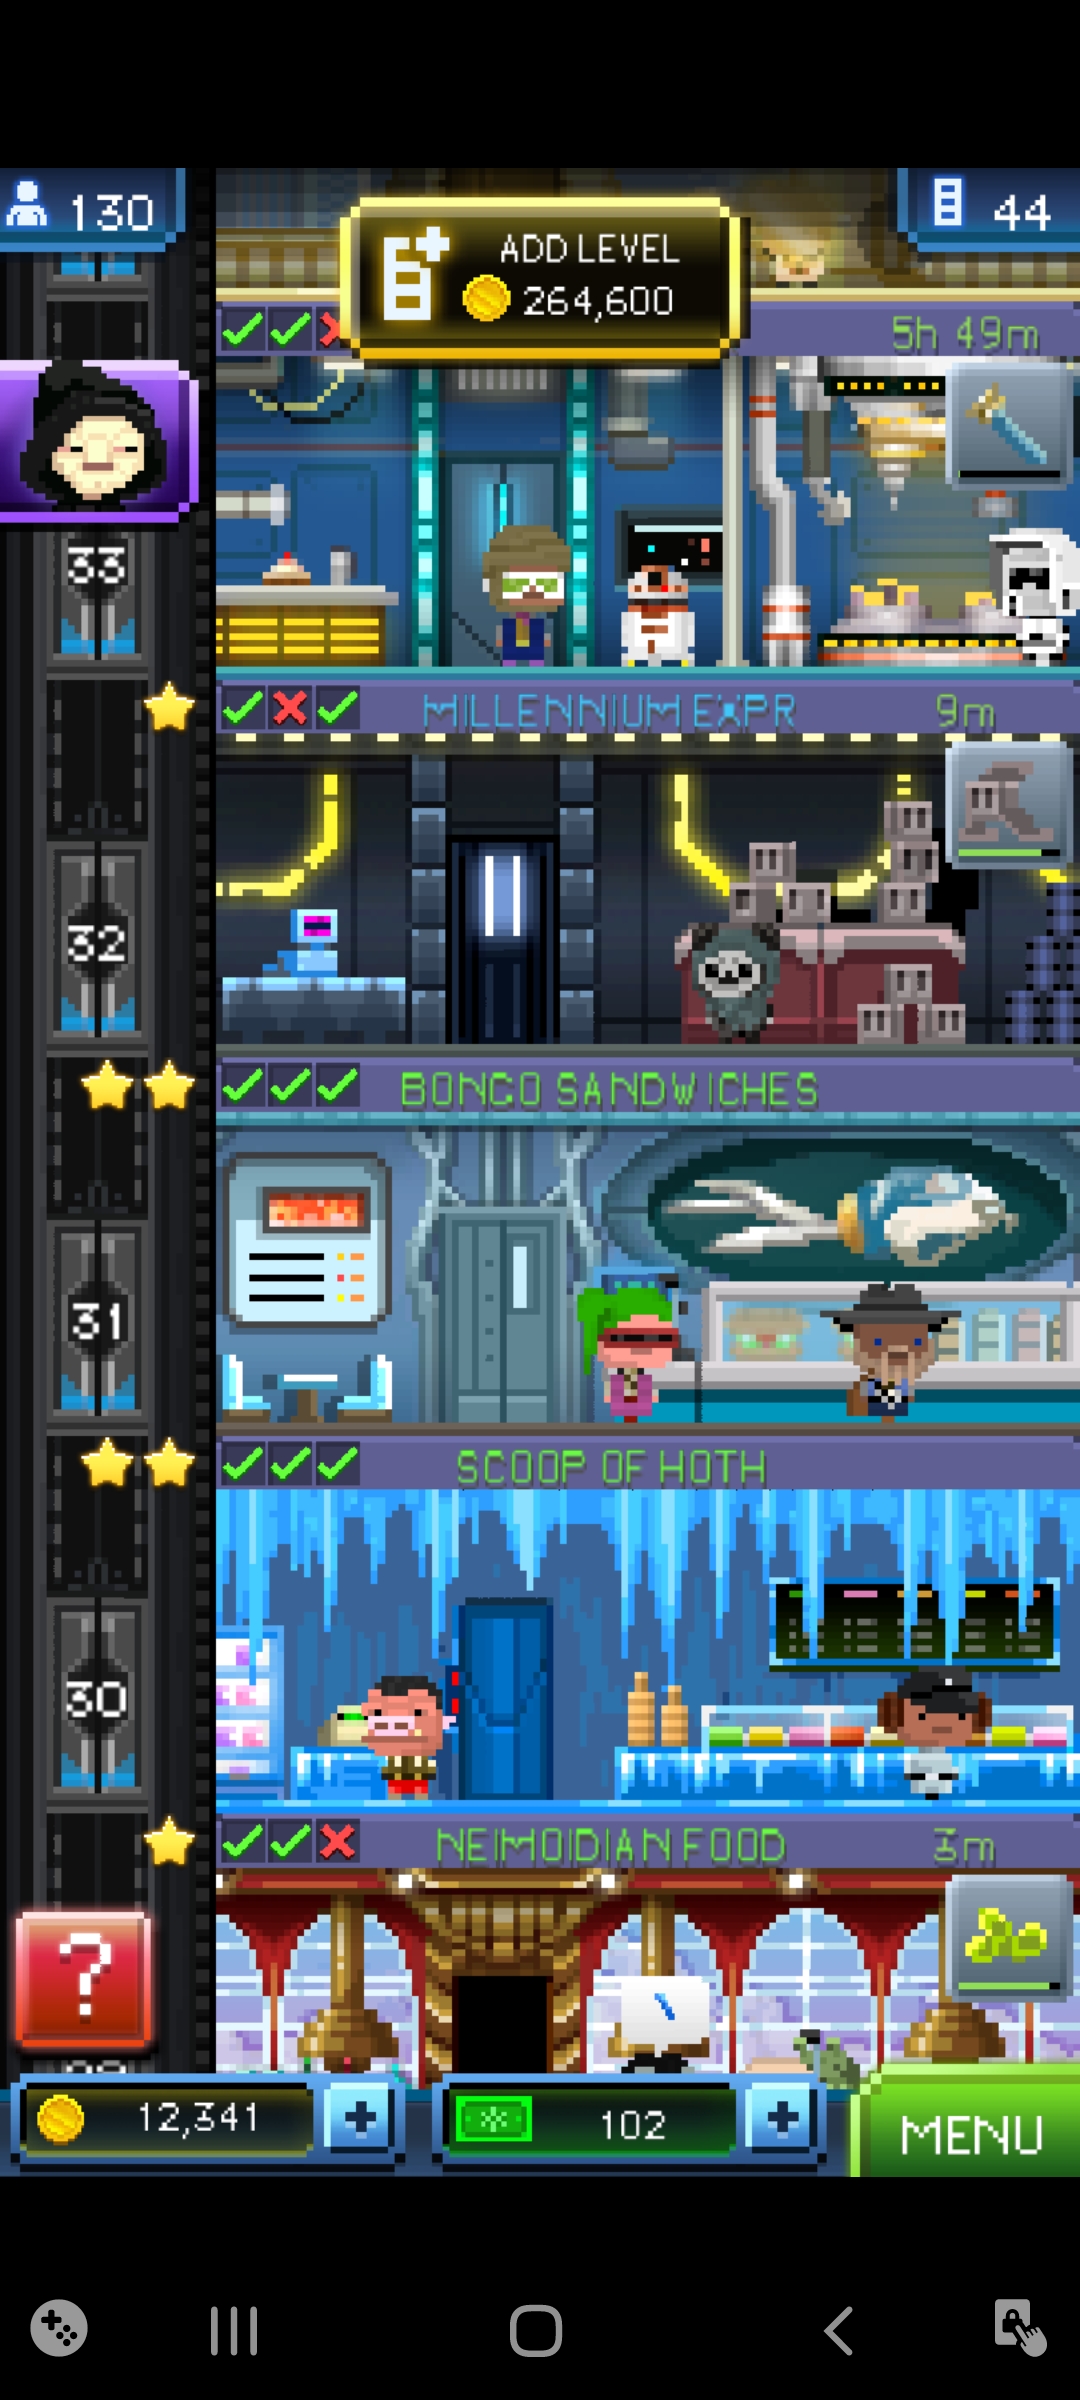 130
ADD LEVEL
264,600
44
5h 49m
33
MILLENNIUM EXPR
9m
32
BONGO SANDWICHES
31
SCOOP OF HOTH
30
NEIMOIDIAN FOOD
3m
?
12,341
+
102
+
MENU